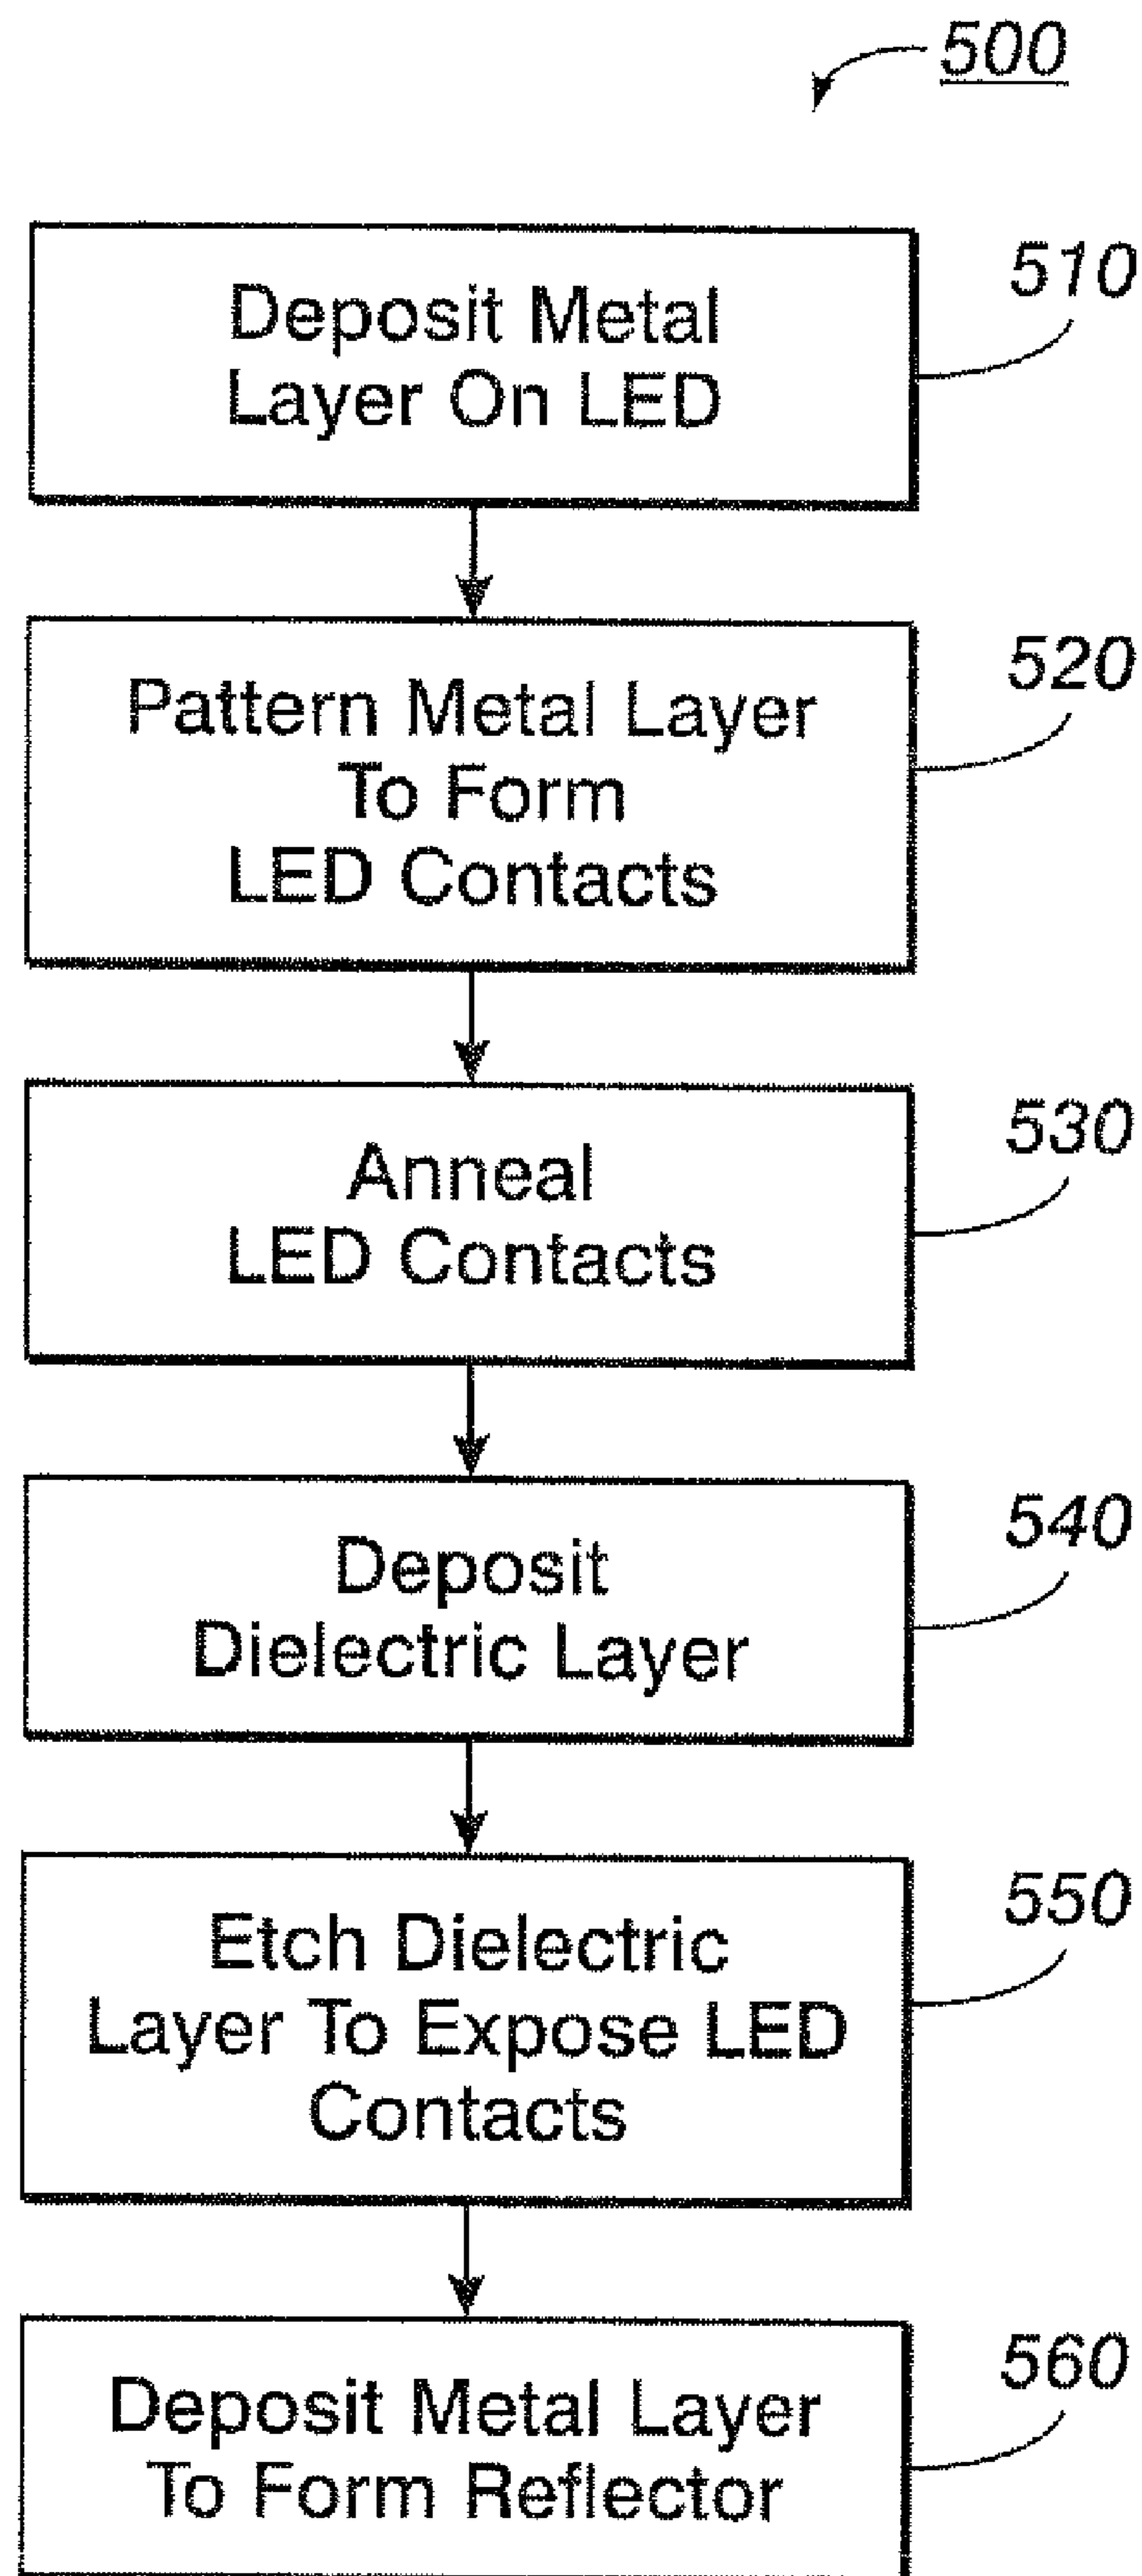 500
510
Deposit Metal
Layer On LED
520
Pattern Metal Layer
To Form
LED Contacts
530
Anneal
LED Contacts
540
Deposit
Dielectric Layer
550
Etch Dielectric
Layer To Expose LED
Contacts
560
Deposit Metal Layer
To Form Reflector